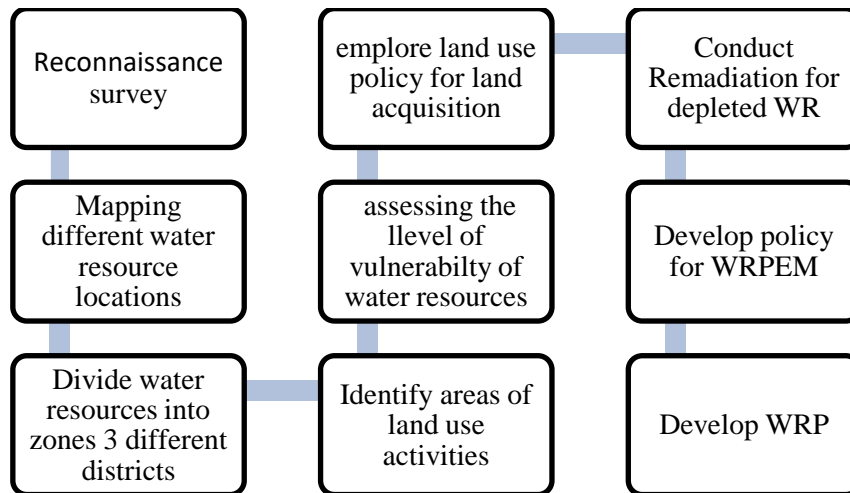 Reconnaissance
survey
Mapping
different water
resource
locations
Divide water
resources into
zones 3 different
districts
Identify areas of
land use
activities
assessing the
llevel of
vulnerabilty of
water resources
emplore land use
policy for land
acquisition
Conduct
Remadiation for
depleted WR
Develop policy
for WRPEM
Develop WRP